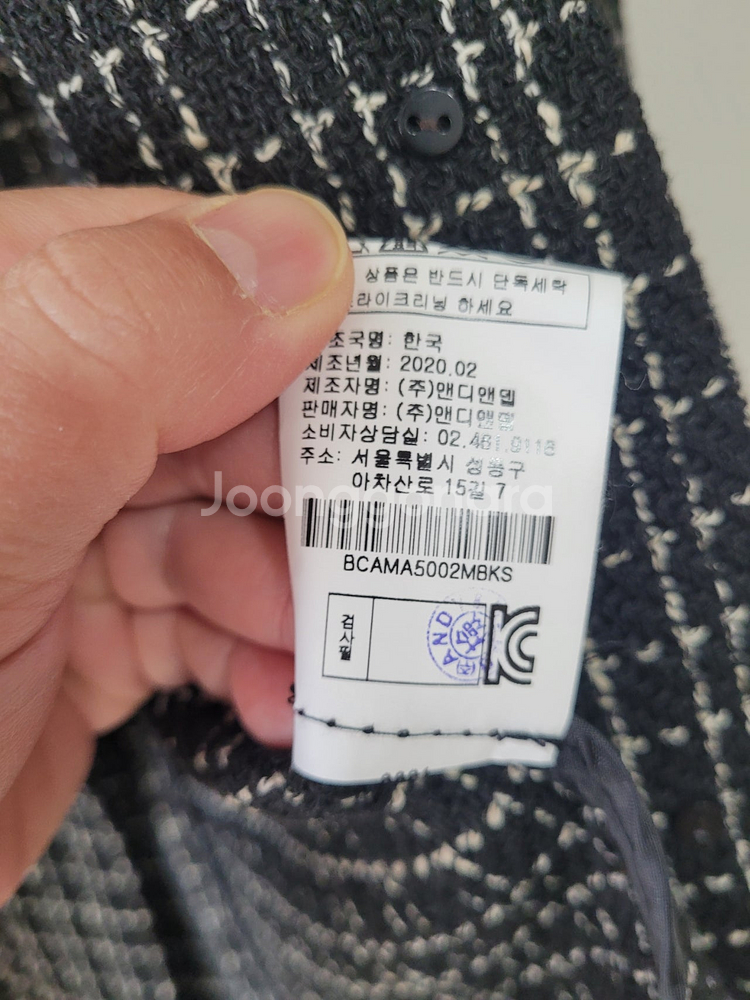 상품은 반드시 단독세탁
라이크리닝 하세요
조국명: 한국
제조년월: 2020.02
제조자명: (주)앤디앤뎁
판매자명: (주)앤디앤뎁
소비자상담실: 02.461.9118
주소: 서울특별시 성동구
아차산로 15길 7
Joonggonara
BCAMA5002MBKS
검사필
AND